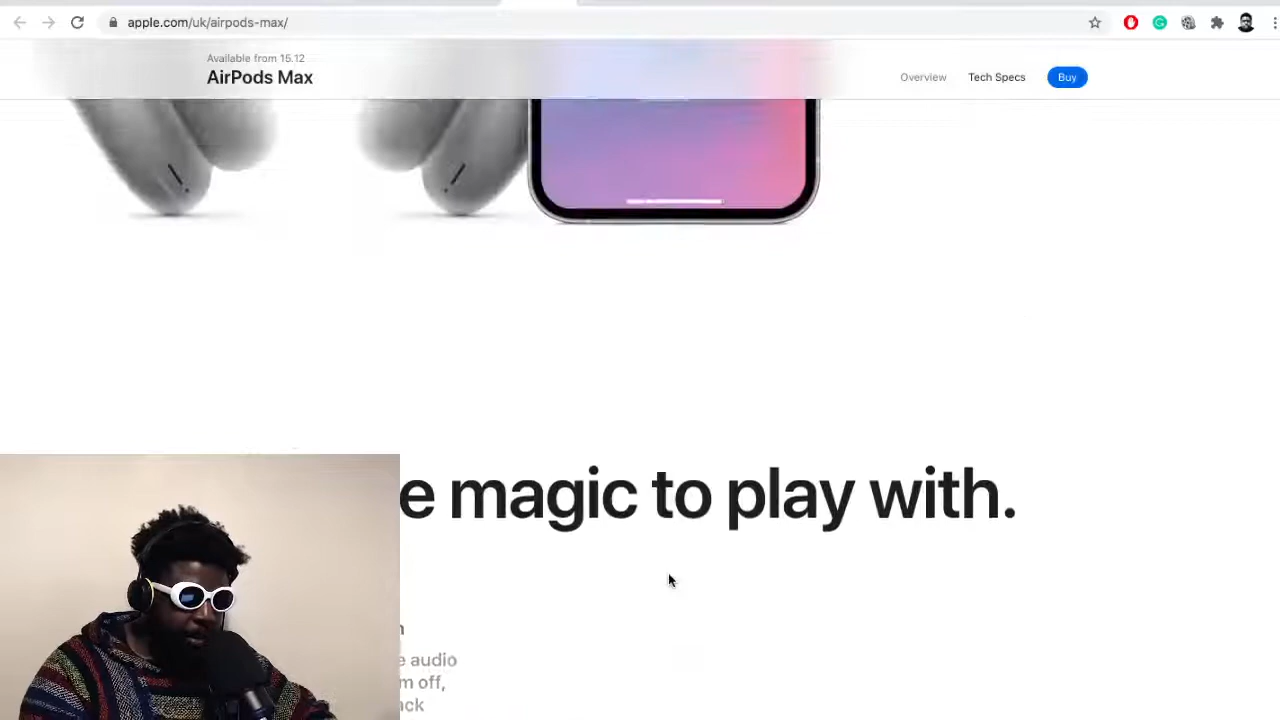 apple.com/uk/airpods-max/
Available from 15.12
AirPods Max
Overview
Tech Specs
Buy
e magic to play with.
e audio
m off,
ck